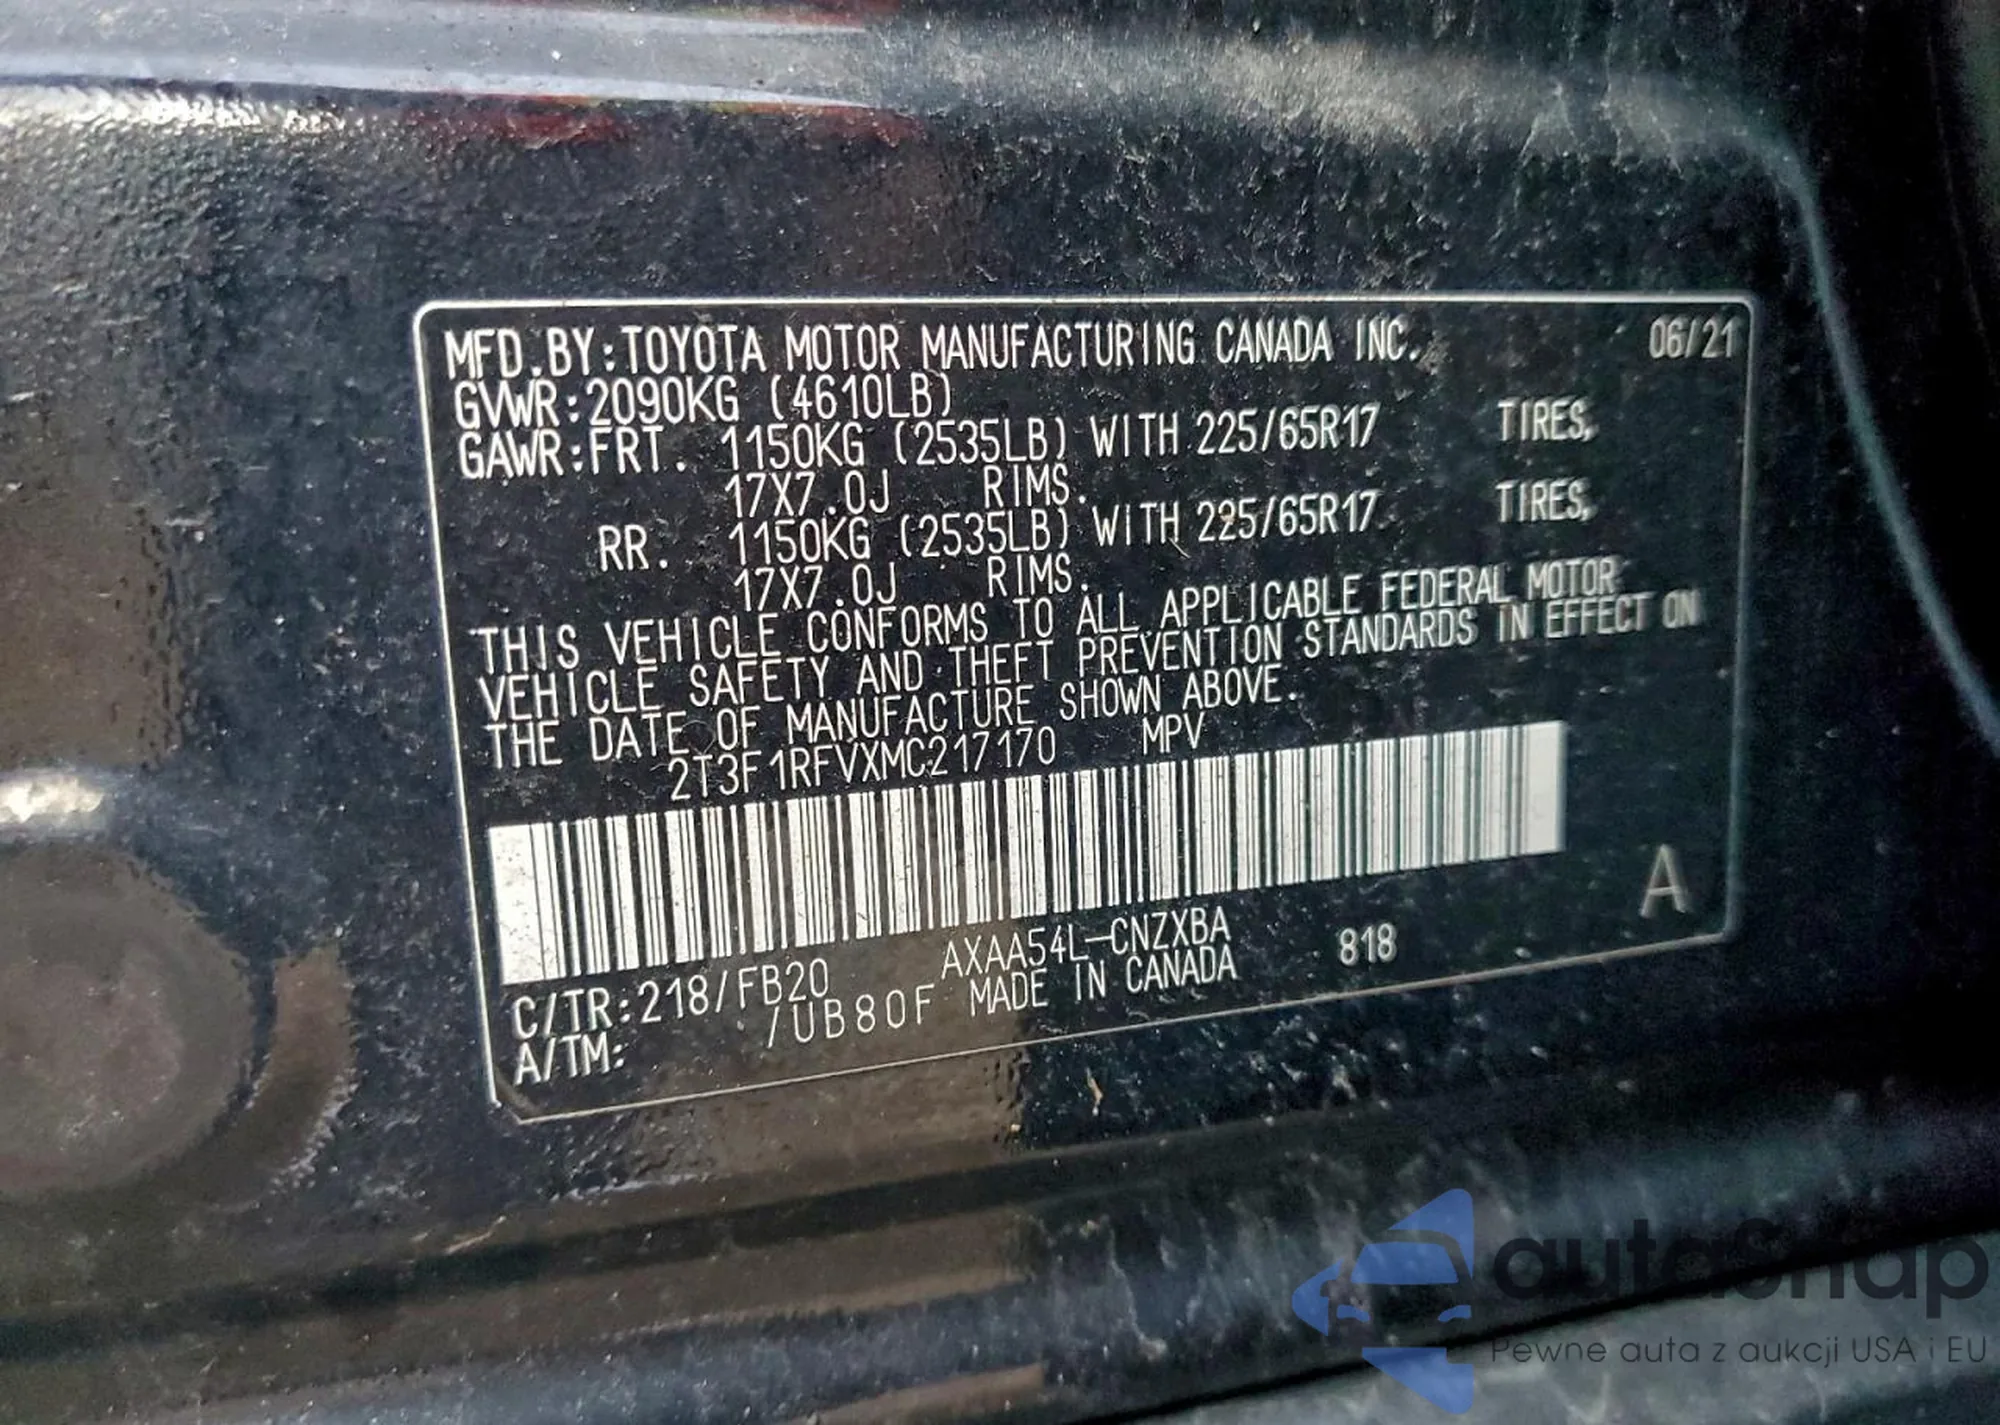 MFD.BY:TOYOTA MOTOR MANUFACTURING CANADA INC. 06/21
GVWR:2090KG (4610LB)
GAWR:FRT. 1150KG (2535LB) WITH 225/65R17 TIRES,
17X7.0J RIMS.
RR. 1150KG (2535LB) WITH 225/65R17 TIRES,
17X7.0J RIMS.
THIS VEHICLE CONFORMS TO ALL APPLICABLE FEDERAL MOTOR
VEHICLE SAFETY AND THEFT PREVENTION STANDARDS IN EFFECT ON
THE DATE OF MANUFACTURE SHOWN ABOVE.
2T3F1RFVXMC217170 MPV
A
AXAA54L-CNZXBA 818
C/TR:218/FB20 MADE IN CANADA
A/TM: /UB80F
autoSnap
Pewne auta z aukcji USA i EU